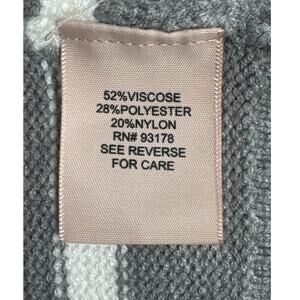 52%VISCOSE
28%POLYESTER
20%NYLON
RN# 93178
SEE REVERSE
FOR CARE